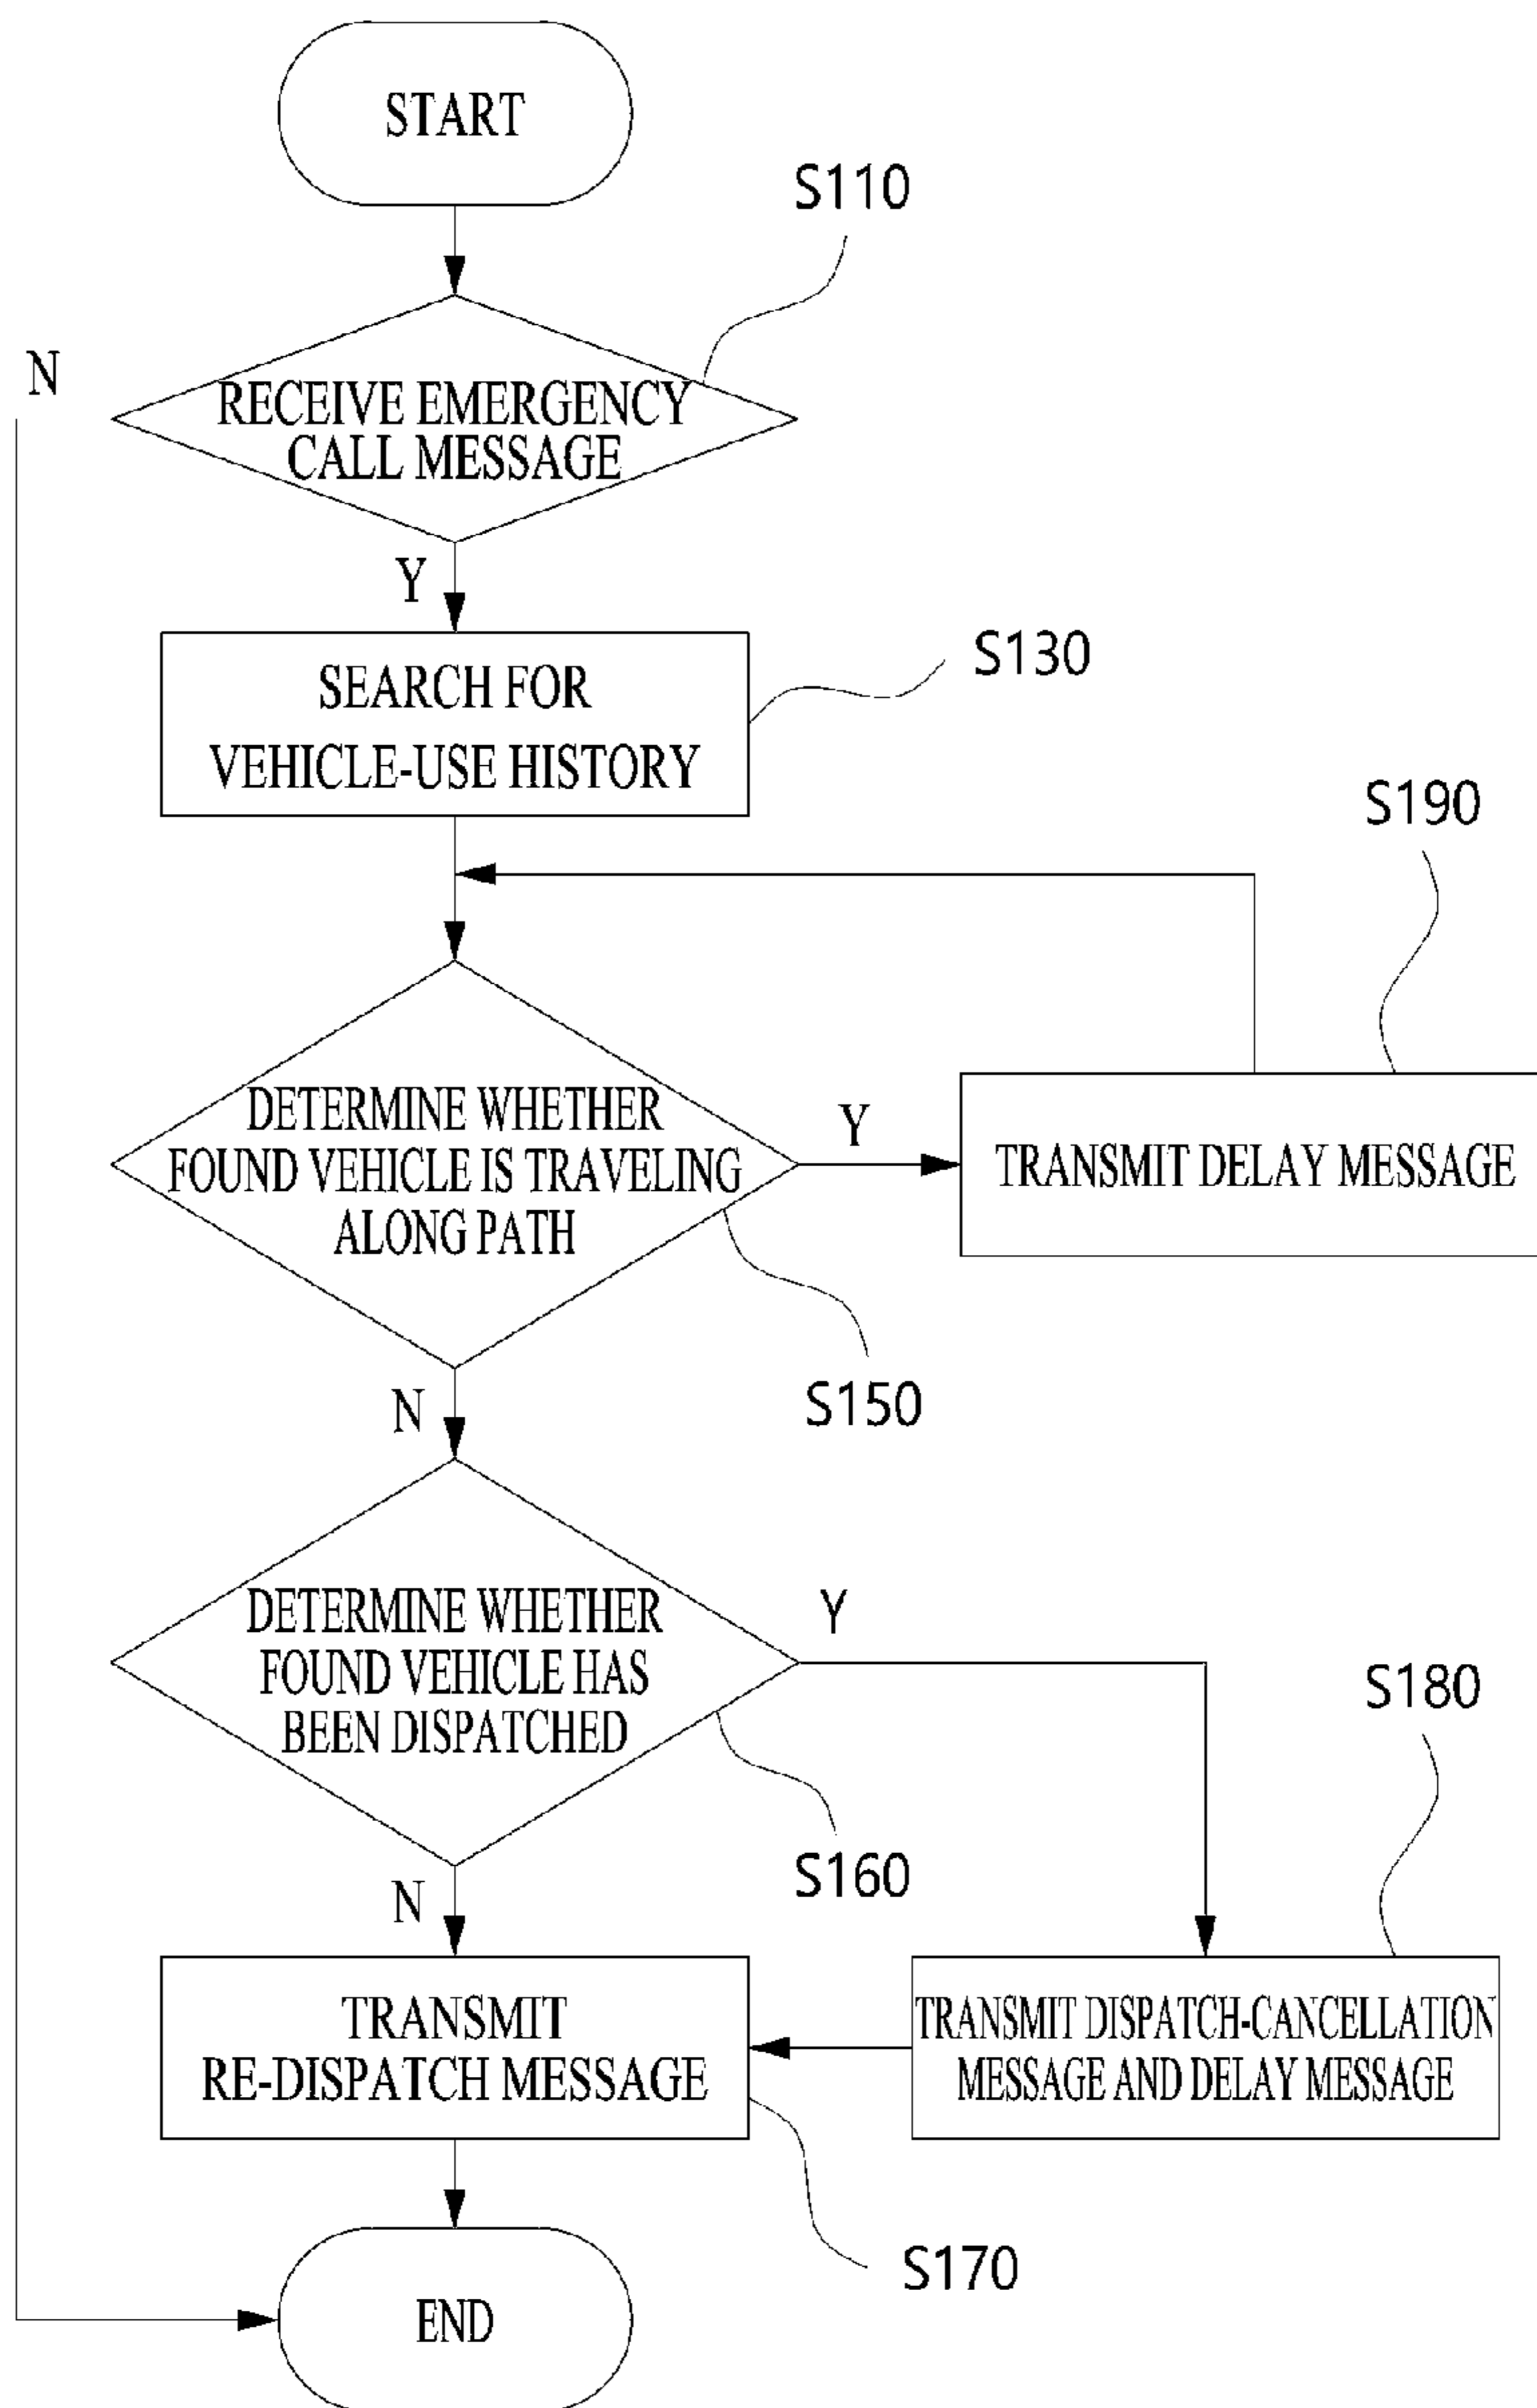 START
S110
N
RECEIVE EMERGENCY
CALL MESSAGE
Y
SEARCH FOR
VEHICLE-USE HISTORY
S130
S190
DETERMINE WHETHER
FOUND VEHICLE IS TRAVELING
ALONG PATH
Y
TRANSMIT DELAY MESSAGE
S150
N
DETERMINE WHETHER
FOUND VEHICLE HAS
BEEN DISPATCHED
Y
S180
S160
N
TRANSMIT
RE-DISPATCH MESSAGE
TRANSMIT DISPATCH-CANCELLATION
MESSAGE AND DELAY MESSAGE
S170
END